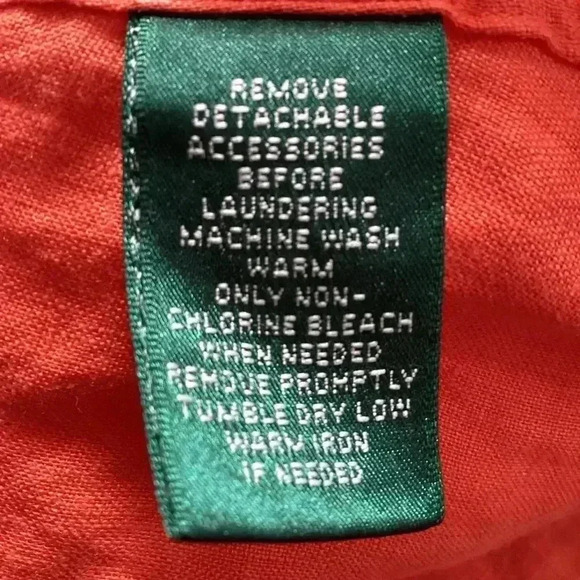 REMOVE
DETACHABLE
ACCESSORIES
BEFORE
LAUNDERING
MACHINE WASH
WARM
ONLY NON-
CHLORINE BLEACH
WHEN NEEDED
REMOVE PROMPTLY
TUMBLE DRY LOW
WARM IRON
IF NEEDED